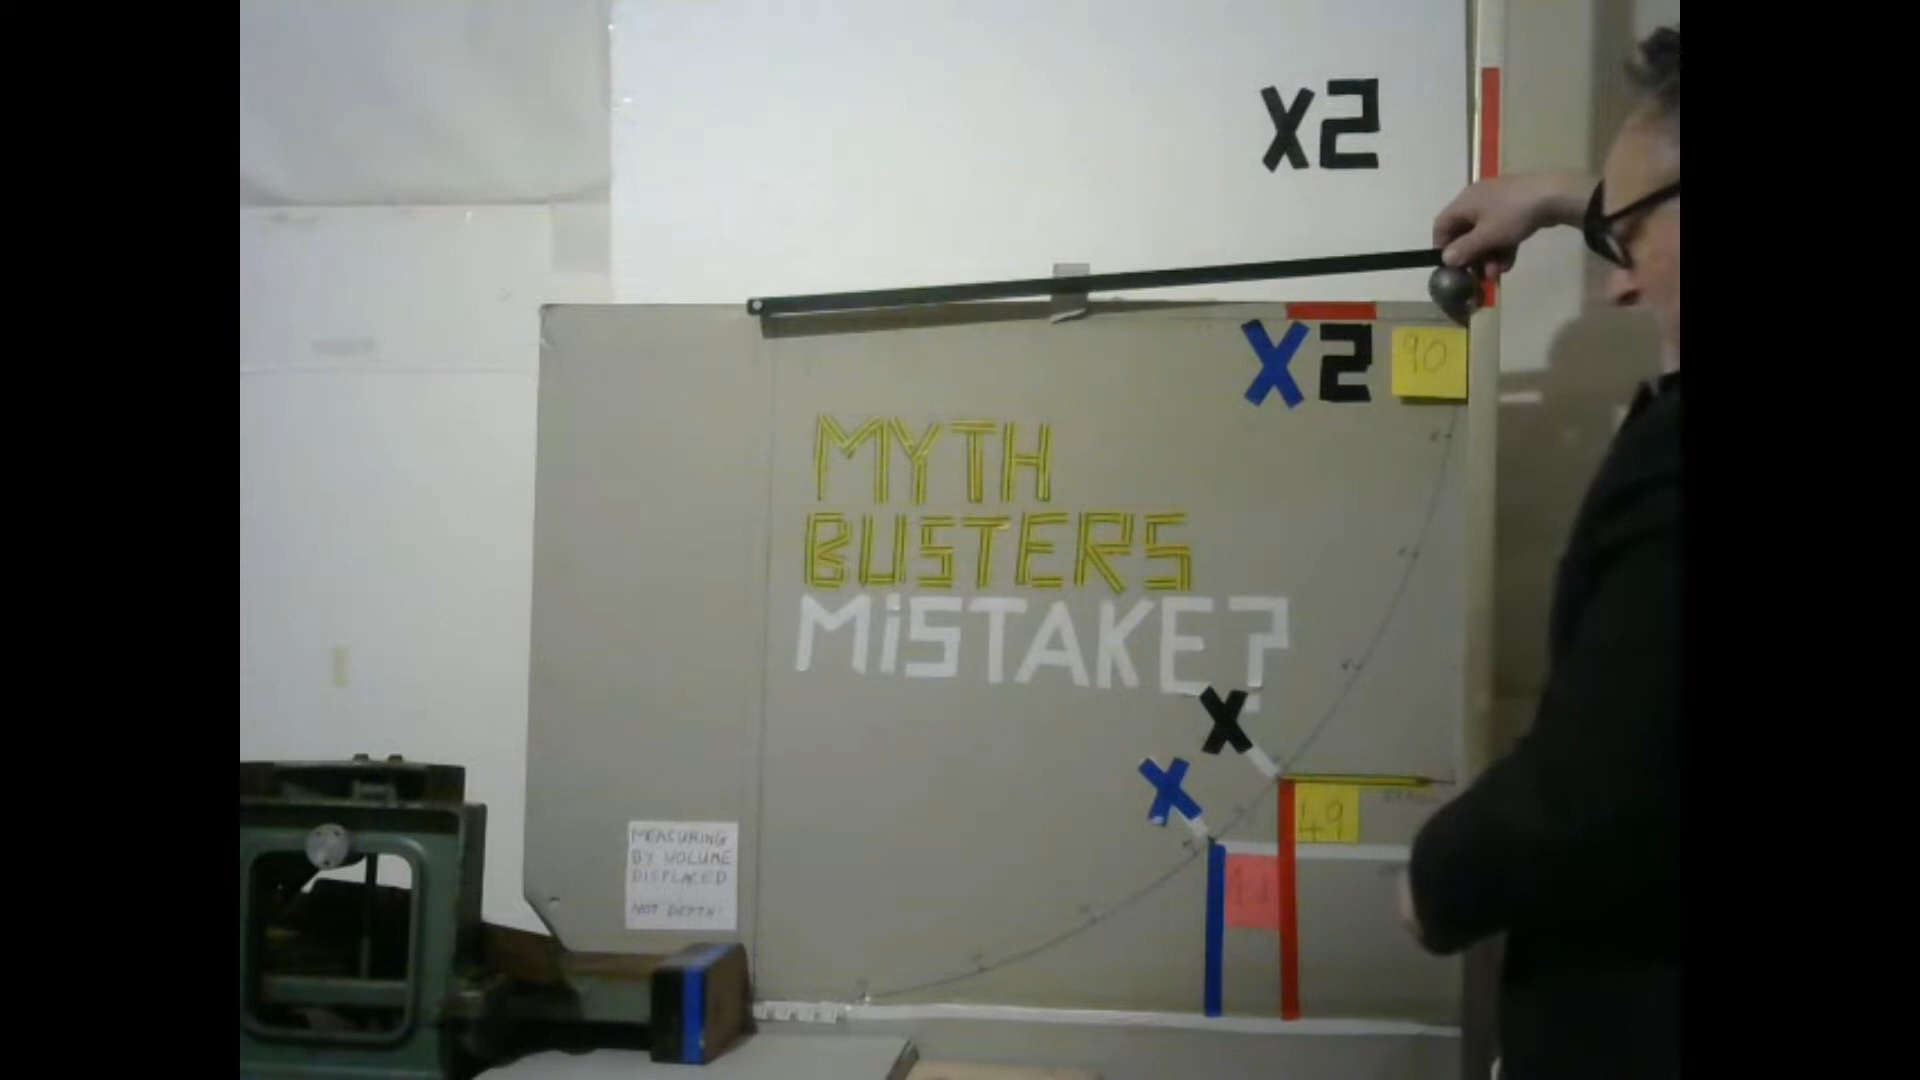 X2
X2 90
MYTH
BUSTERS
MiSTAKE?
X
X
49
MEASURING
BY VOLUME
DISPLACED
NOT DEPTH